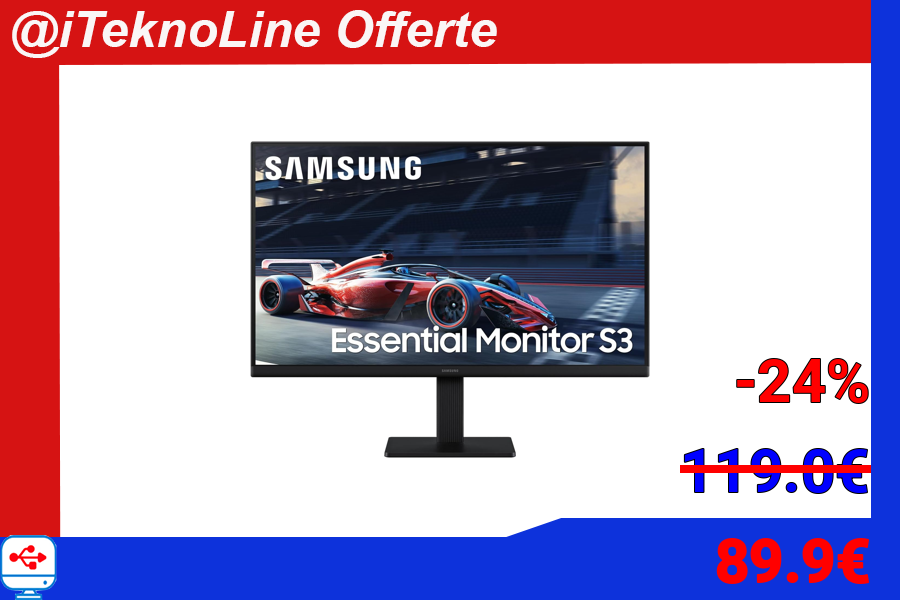 @iTeknoLine Offerte
SAMSUNG
Essential Monitor S3
SAMSUNG
-24%
119.0€
89.9€